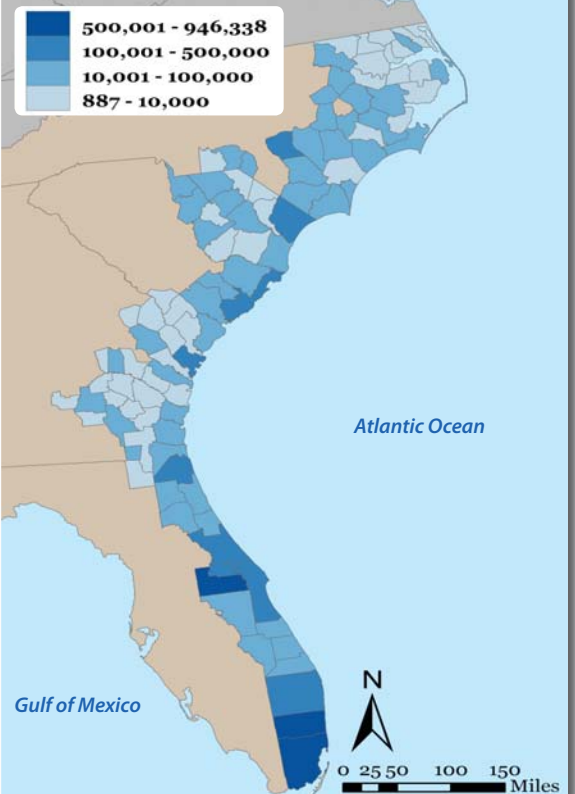 500,001 - 946,338
100,001 - 500,000
10,001 - 100,000
887 - 10,000
Atlantic Ocean
Gulf of Mexico
N
0 25 50 100 150
Miles